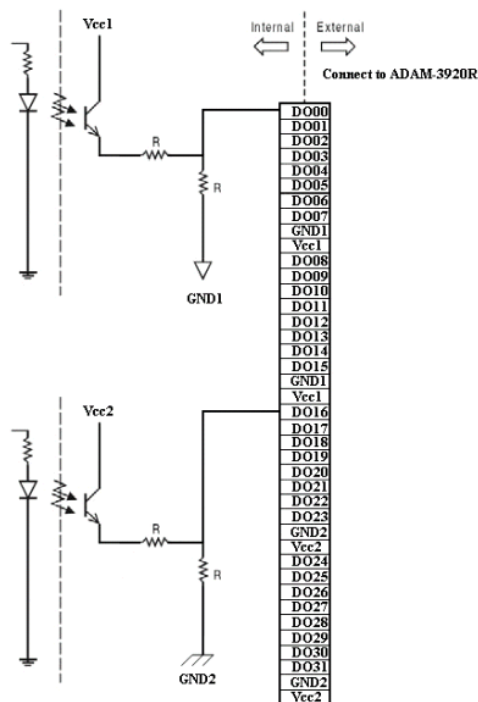 Vcc1
Internal
External
Connect to ADAM-3920R
R
R
GND1
DO00
DO01
DO02
DO03
DO04
DO05
DO06
DO07
GND1
Vcc1
DO08
DO09
DO10
DO11
DO12
DO13
DO14
DO15
GND1
Vcc1
Vcc2
R
R
GND2
DO16
DO17
DO18
DO19
DO20
DO21
DO22
DO23
GND2
Vcc2
DO24
DO25
DO26
DO27
DO28
DO29
DO30
DO31
GND2
Vcc2